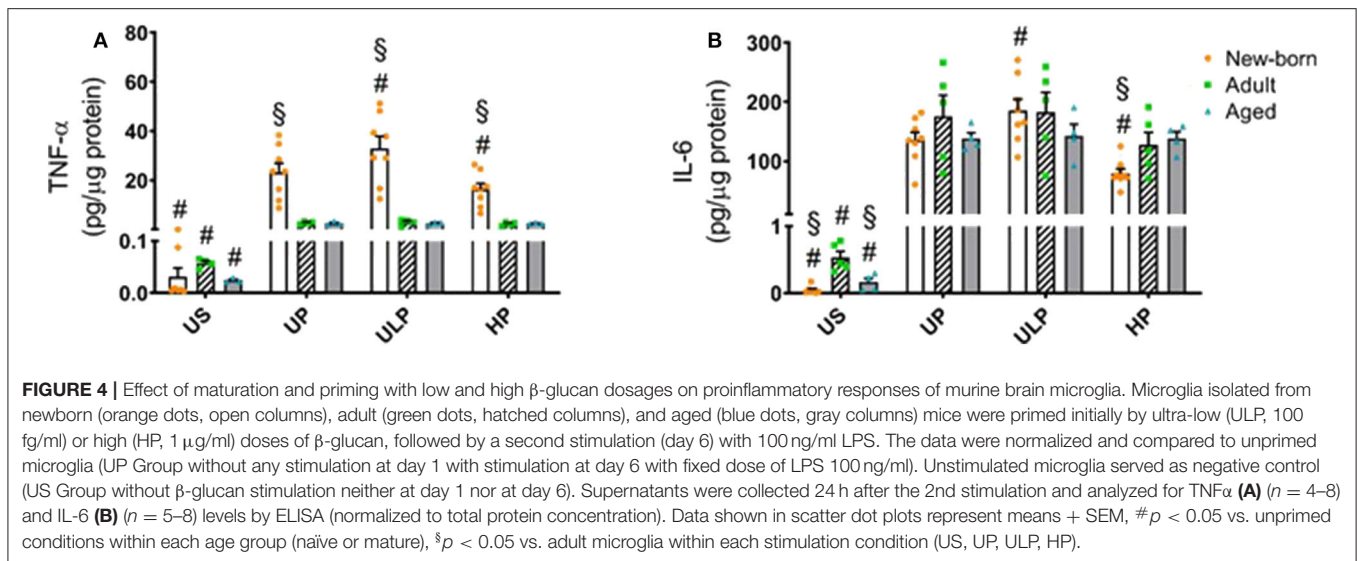 A
B
TNF-α
(pg/μg protein)
80
60
40
20
0.1
0.0
§
§
#
§
#
#
#
#
US
UP
ULP
HP
IL-6
(pg/μg protein)
300
200
100
1
0
#
§
#
§
#
#
§
#
US
UP
ULP
HP
New-born
Adult
Aged
FIGURE 4 | Effect of maturation and priming with low and high β-glucan dosages on proinflammatory responses of murine brain microglia. Microglia isolated from
newborn (orange dots, open columns), adult (green dots, hatched columns), and aged (blue dots, gray columns) mice were primed initially by ultra-low (ULP, 100
fg/ml) or high (HP, 1 μg/ml) doses of β-glucan, followed by a second stimulation (day 6) with 100 ng/ml LPS. The data were normalized and compared to unprimed
microglia (UP Group without any stimulation at day 1 with stimulation at day 6 with fixed dose of LPS 100 ng/ml). Unstimulated microglia served as negative control
(US Group without β-glucan stimulation neither at day 1 nor at day 6). Supernatants were collected 24 h after the 2nd stimulation and analyzed for TNFα (A) (n = 4–8)
and IL-6 (B) (n = 5–8) levels by ELISA (normalized to total protein concentration). Data shown in scatter dot plots represent means + SEM, #p < 0.05 vs. unprimed
conditions within each age group (naïve or mature), §p < 0.05 vs. adult microglia within each stimulation condition (US, UP, ULP, HP).